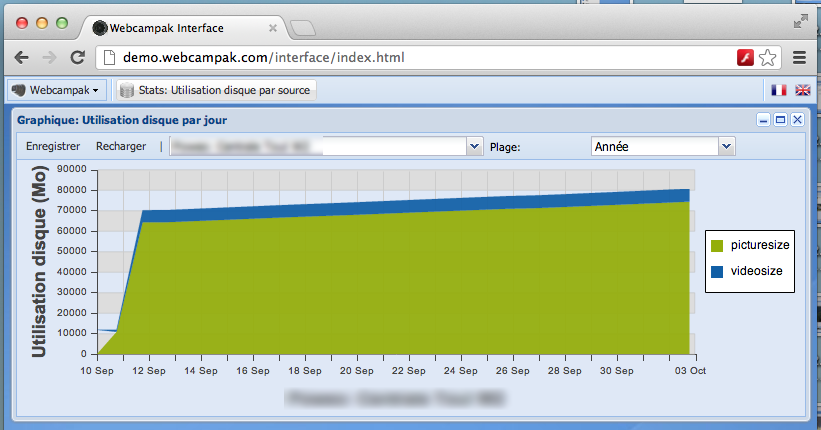 Webcampak Interface
demo.webcampak.com/interface/index.html
Webcampak
Stats: Utilisation disque par source
Graphique: Utilisation disque par jour
Enregistrer Recharger | Plage: Année
Utilisation disque (Mo)
90000
80000
70000
60000
50000
40000
30000
20000
10000
0
10 Sep 12 Sep 14 Sep 16 Sep 18 Sep 20 Sep 22 Sep 24 Sep 26 Sep 28 Sep 30 Sep 03 Oct
picturesize
videosize